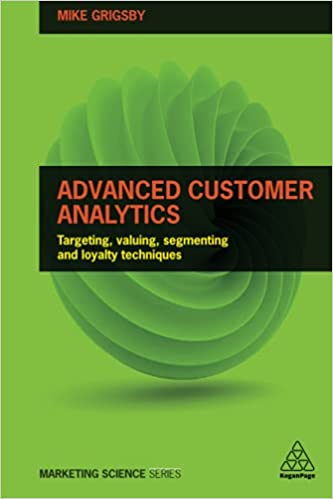 MIKE GRIGSBY
ADVANCED CUSTOMER
ANALYTICS
Targeting, valuing, segmenting
and loyalty techniques
MARKETING SCIENCE SERIES
KoganPage